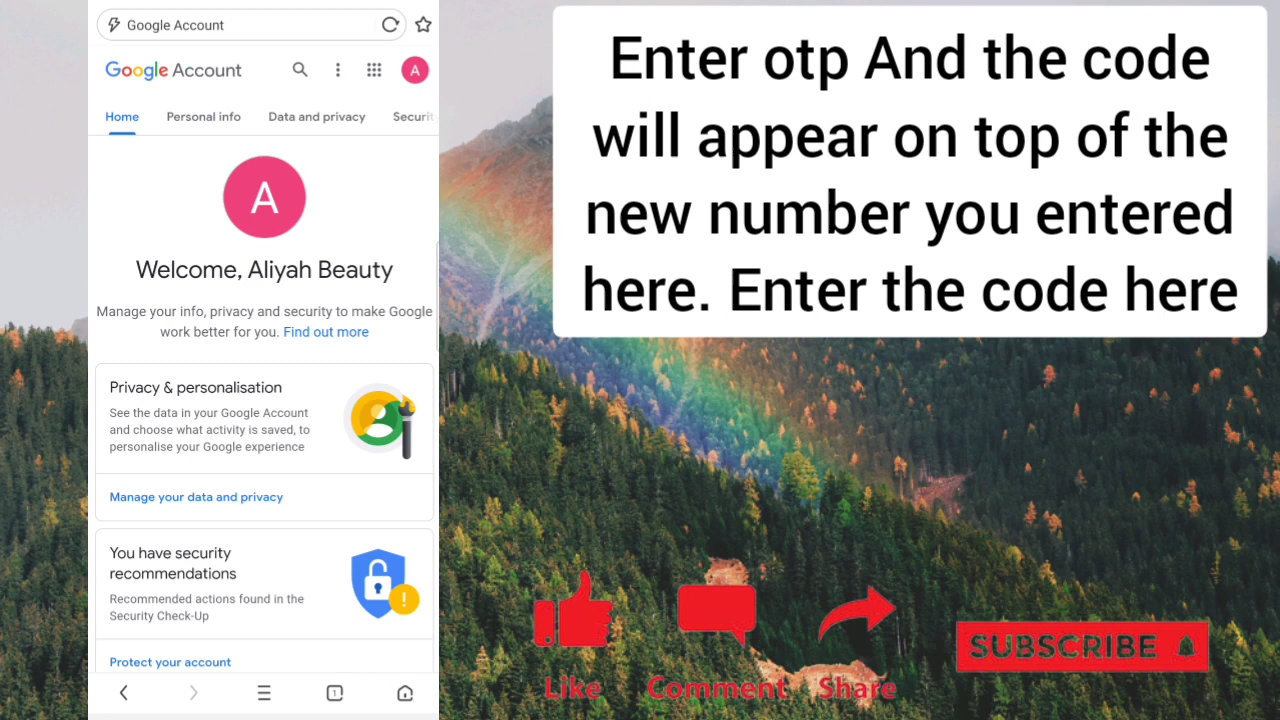 Google Account
Google Account
A
Home Personal info Data and privacy Securit
A
Welcome, Aliyah Beauty
Manage your info, privacy and security to make Google
work better for you. Find out more
Privacy & personalisation
See the data in your Google Account
and choose what activity is saved, to
personalise your Google experience
Manage your data and privacy
You have security
recommendations
Recommended actions found in the
Security Check-Up
Protect your account
1
Enter otp And the code
will appear on top of the
new number you entered
here. Enter the code here
Like Comment Share
SUBSCRIBE